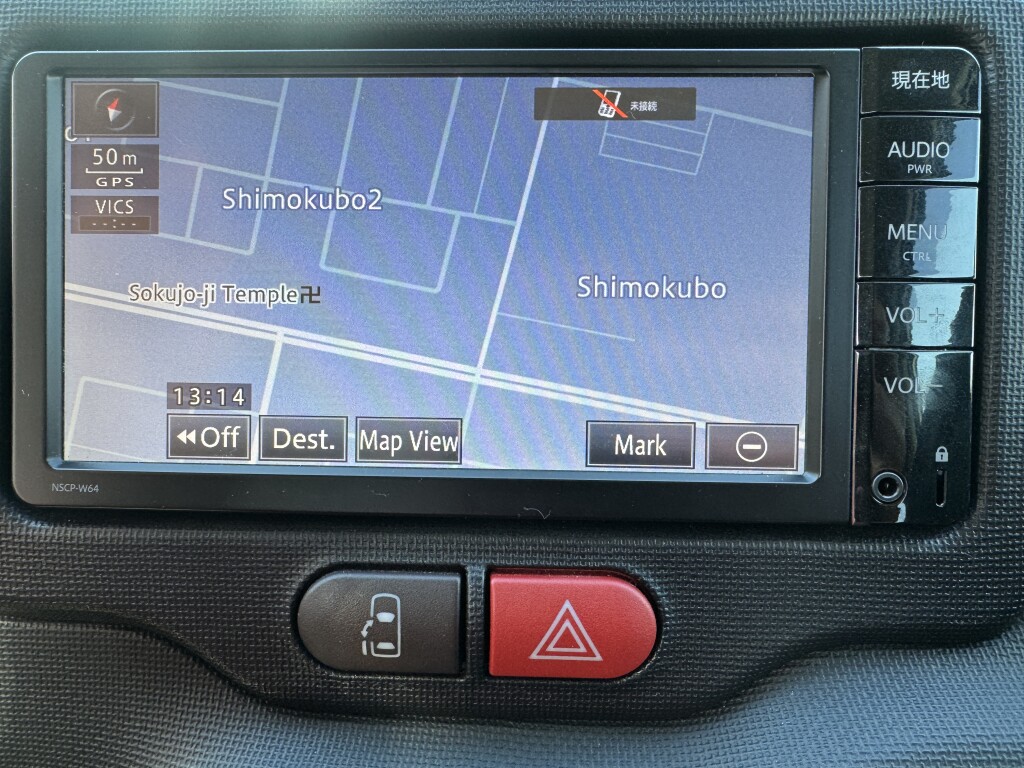 未接続
50m
GPS
VICS
--:--
Shimokubo2
Shimokubo
Sokujo-ji Temple卍
13:14
Off
Dest.
Map View
Mark
NSCP-W64
現在地
AUDIO
PWR
MENU
CTRL
VOL+
VOL-